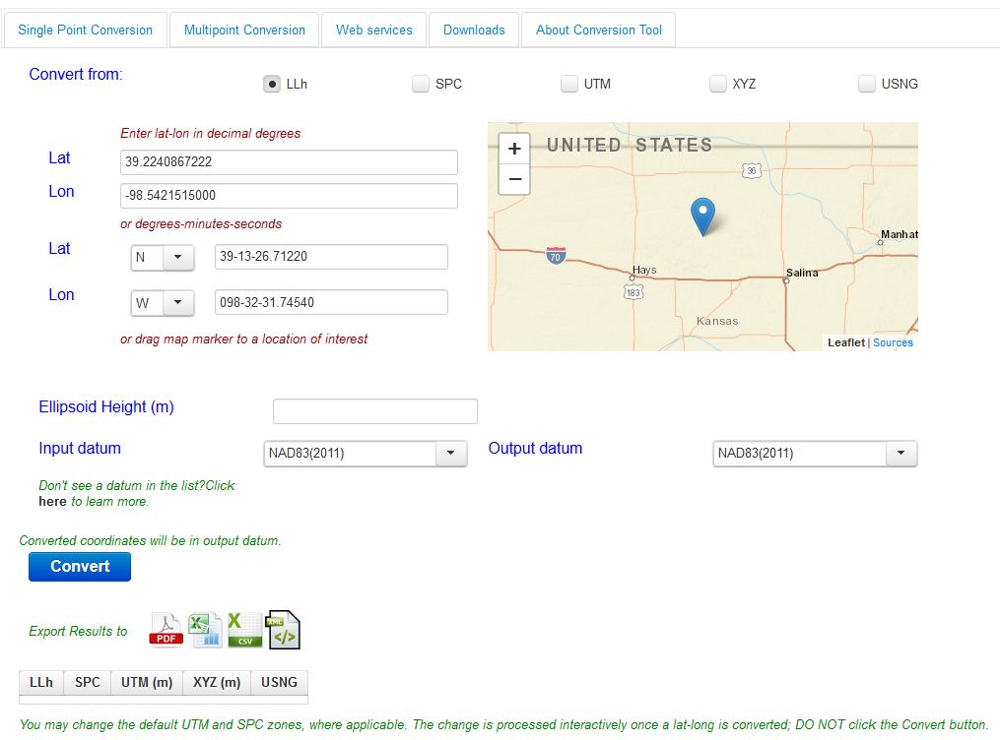 Single Point Conversion Multipoint Conversion Web services Downloads About Conversion Tool
Convert from: LLh SPC UTM XYZ USNG
Enter lat-lon in decimal degrees
Lat 39.2240867222
Lon -98.5421515000
or degrees-minutes-seconds
Lat N 39-13-26.71220
Lon W 098-32-31.74540
or drag map marker to a location of interest
+
−
UNITED STATES
36
Manhat
70
Hays
Salina
183
Kansas
Leaflet | Sources
Ellipsoid Height (m)
Input datum NAD83(2011) Output datum NAD83(2011)
Don't see a datum in the list?Click
here to learn more.
Converted coordinates will be in output datum.
Convert
Export Results to PDF X X CSV XML </>
LLh SPC UTM (m) XYZ (m) USNG
You may change the default UTM and SPC zones, where applicable. The change is processed interactively once a lat-long is converted; DO NOT click the Convert button.